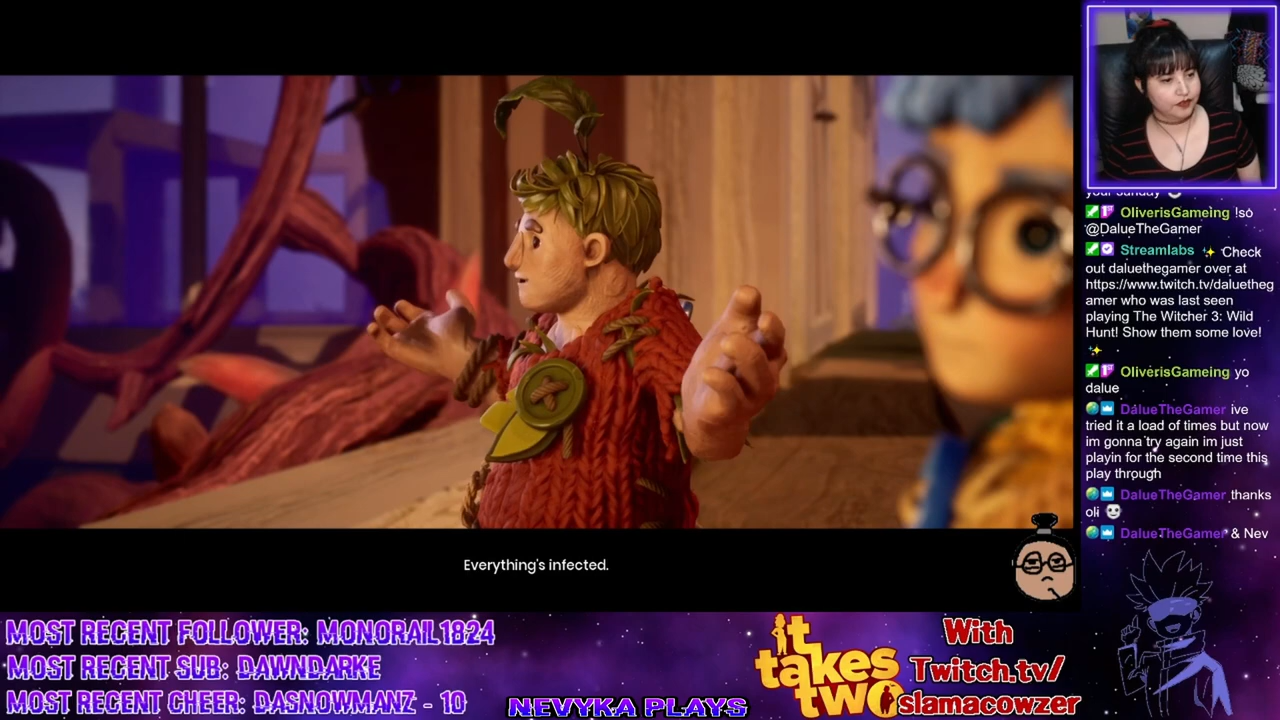 your sunday
OliverisGameing !so
@DalueTheGamer
Streamlabs ✨ Check
out daluethegamer over at
https://www.twitch.tv/daluetheg
amer who was last seen
playing The Witcher 3: Wild
Hunt! Show them some love!
✨
OliverisGameing yo
dalue
DalueTheGamer ive
tried it a load of times but now
im gonna try again im just
playin for the second time this
play through
DalueTheGamer thanks
oli
DalueTheGamer & Nev
Everything's infected.
MOST RECENT FOLLOWER: MONORAIL1824
MOST RECENT SUB: DAWNDARKE
MOST RECENT CHEER: DASNOWMANZ - 10
NEVYKA PLAYS
it
takes
two
With
Twitch.tv/
slamacowzer